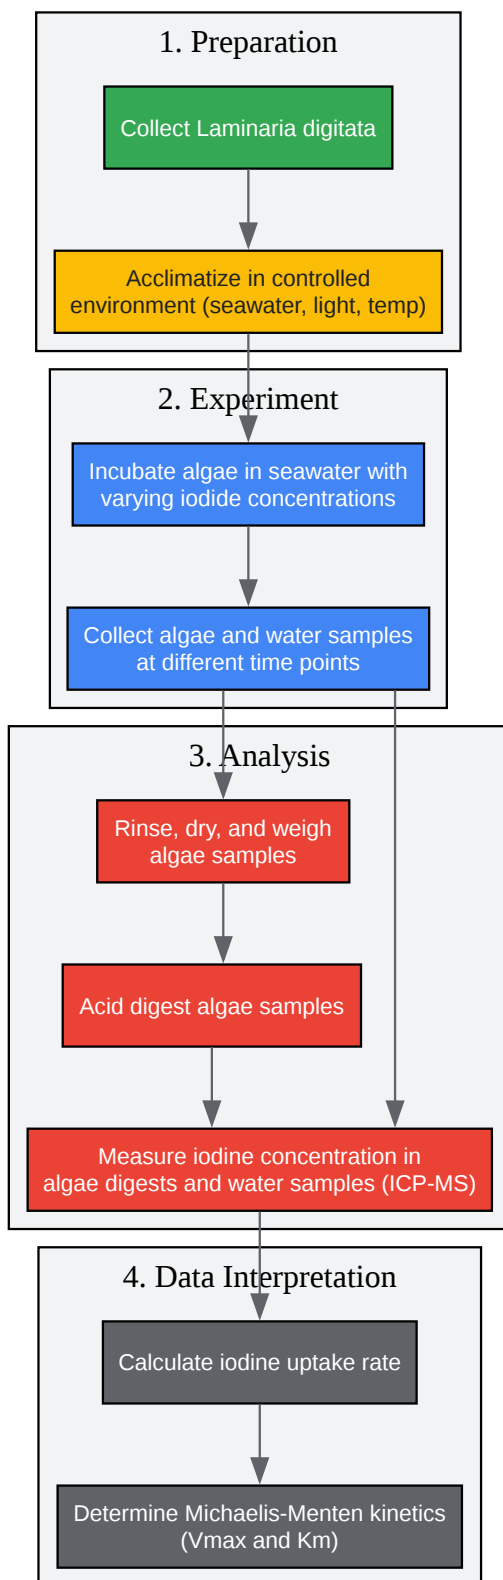 1. Preparation
Collect Laminaria digitata
Acclimatize in controlled
environment (seawater, light, temp)
2. Experiment
Incubate algae in seawater with
varying iodide concentrations
Collect algae and water samples
at different time points
3. Analysis
Rinse, dry, and weigh
algae samples
Acid digest algae samples
Measure iodine concentration in
algae digests and water samples (ICP-MS)
4. Data Interpretation
Calculate iodine uptake rate
Determine Michaelis-Menten kinetics
(Vmax and Km)